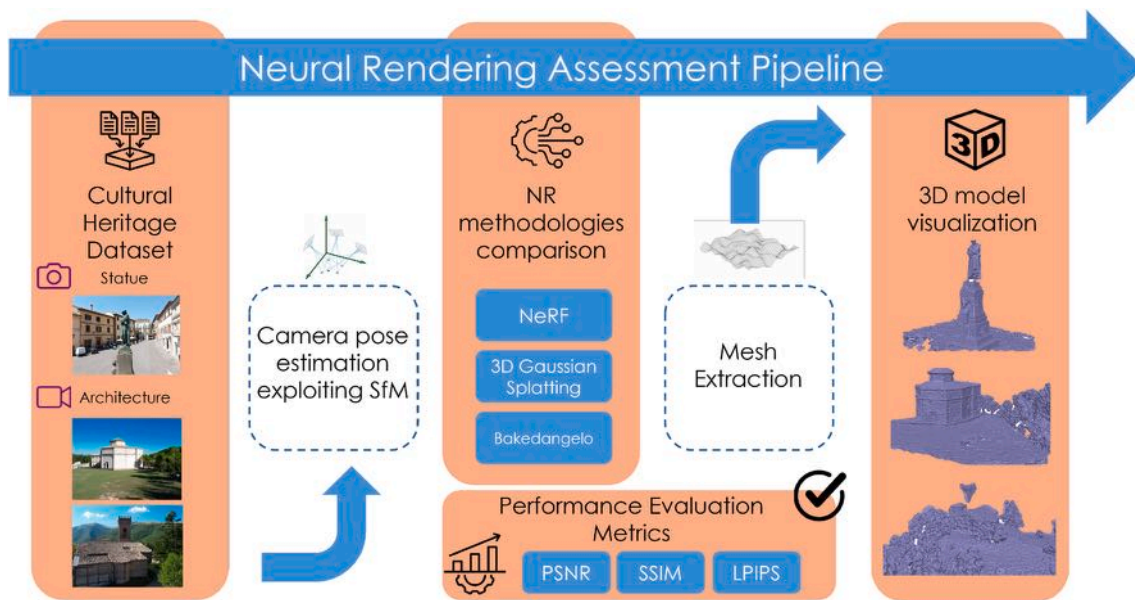 Neural Rendering Assessment Pipeline
Cultural
Heritage
Dataset
Statue
Architecture
Camera pose
estimation
exploiting SfM
NR
methodologies
comparison
NeRF
3D Gaussian
Splatting
Bakedangelo
Performance Evaluation
Metrics
PSNR
SSIM
LPIPS
Mesh
Extraction
3D
3D model
visualization